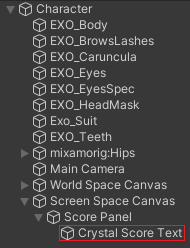 Character
EXO_Body
EXO_BrowsLashes
EXO_Caruncula
EXO_Eyes
EXO_EyesSpec
EXO_HeadMask
Exo_Suit
EXO_Teeth
mixamorig:Hips
Main Camera
World Space Canvas
Screen Space Canvas
Score Panel
Crystal Score Text